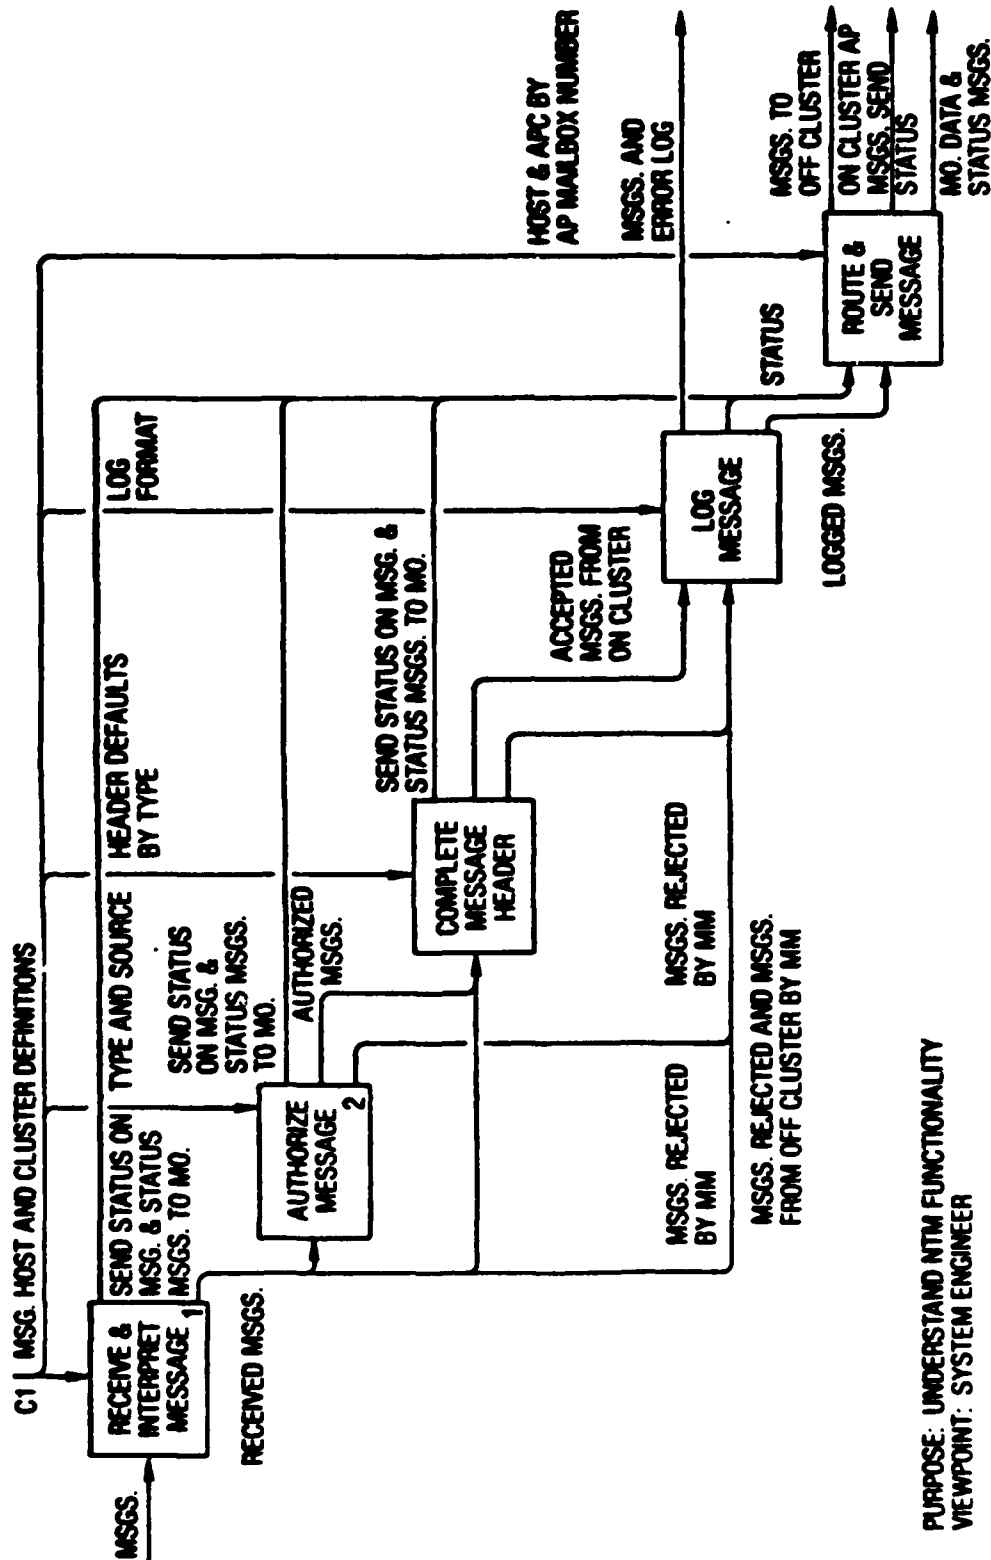 C1
MSG. HOST AND CLUSTER DEFINITIONS
MSGS.
RECEIVE &
INTERPRET
MESSAGE
1
SEND STATUS ON
MSG. & STATUS
MSGS. TO MO.
TYPE AND SOURCE
HEADER DEFAULTS
BY TYPE
LOG
FORMAT
HOST & APC BY
AP MAILBOX NUMBER
RECEIVED MSGS.
AUTHORIZE
MESSAGE
2
SEND STATUS
ON MSG. &
STATUS MSGS.
TO MO.
AUTHORIZED
MSGS.
COMPLETE
MESSAGE
HEADER
SEND STATUS ON MSG. &
STATUS MSGS. TO MO.
ACCEPTED
MSGS. FROM
ON CLUSTER
MSGS. AND
ERROR LOG
LOG
MESSAGE
STATUS
LOGGED MSGS.
MSGS. REJECTED
BY MM
MSGS. REJECTED
BY MM
MSGS. REJECTED AND MSGS.
FROM OFF CLUSTER BY MM
ROUTE &
SEND
MESSAGE
MSGS. TO
OFF CLUSTER
ON CLUSTER AP
MSGS. SEND
STATUS
MO. DATA &
STATUS MSGS.
PURPOSE: UNDERSTAND NTM FUNCTIONALITY
VIEWPOINT: SYSTEM ENGINEER